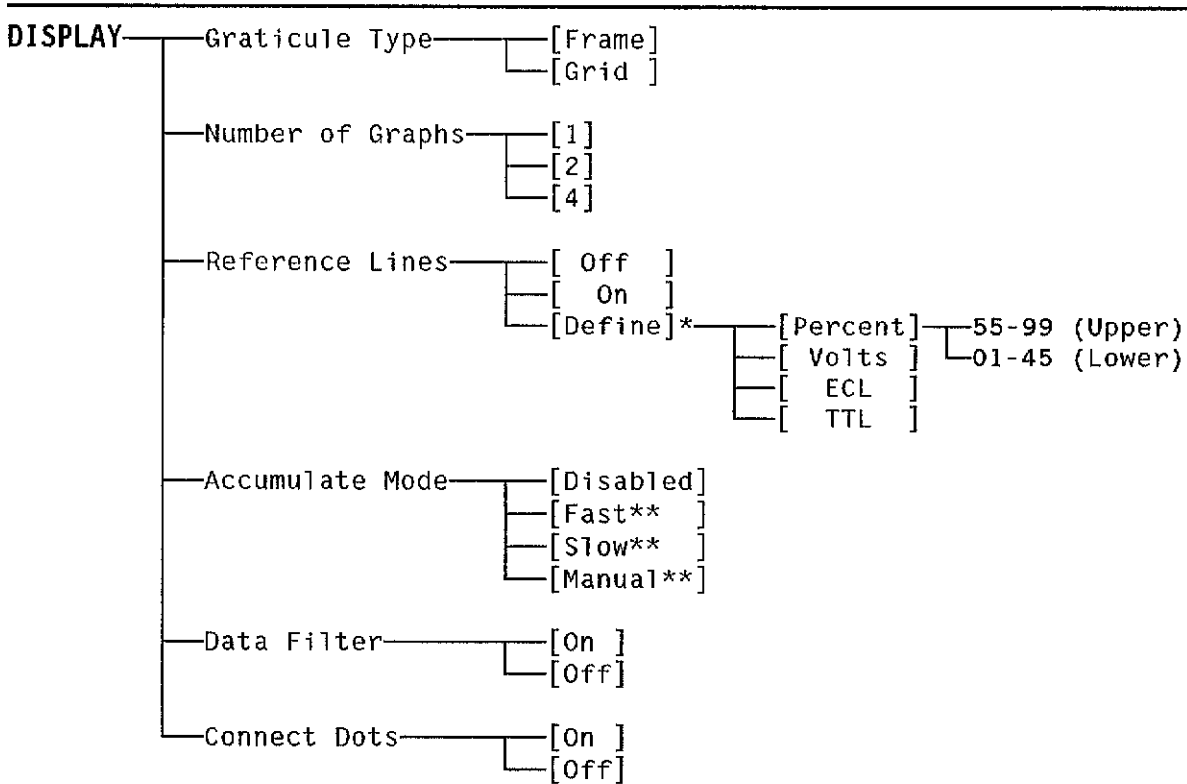 DISPLAY Graticule Type [Frame]
[Grid ]
Number of Graphs [1]
[2]
[4]
Reference Lines [ Off ]
[ On ]
[Define]* [Percent] 55-99 (Upper)
[ Volts ] 01-45 (Lower)
[ ECL ]
[ TTL ]
Accumulate Mode [Disabled]
[Fast** ]
[Slow** ]
[Manual**]
Data Filter [On ]
[Off]
Connect Dots [On ]
[Off]